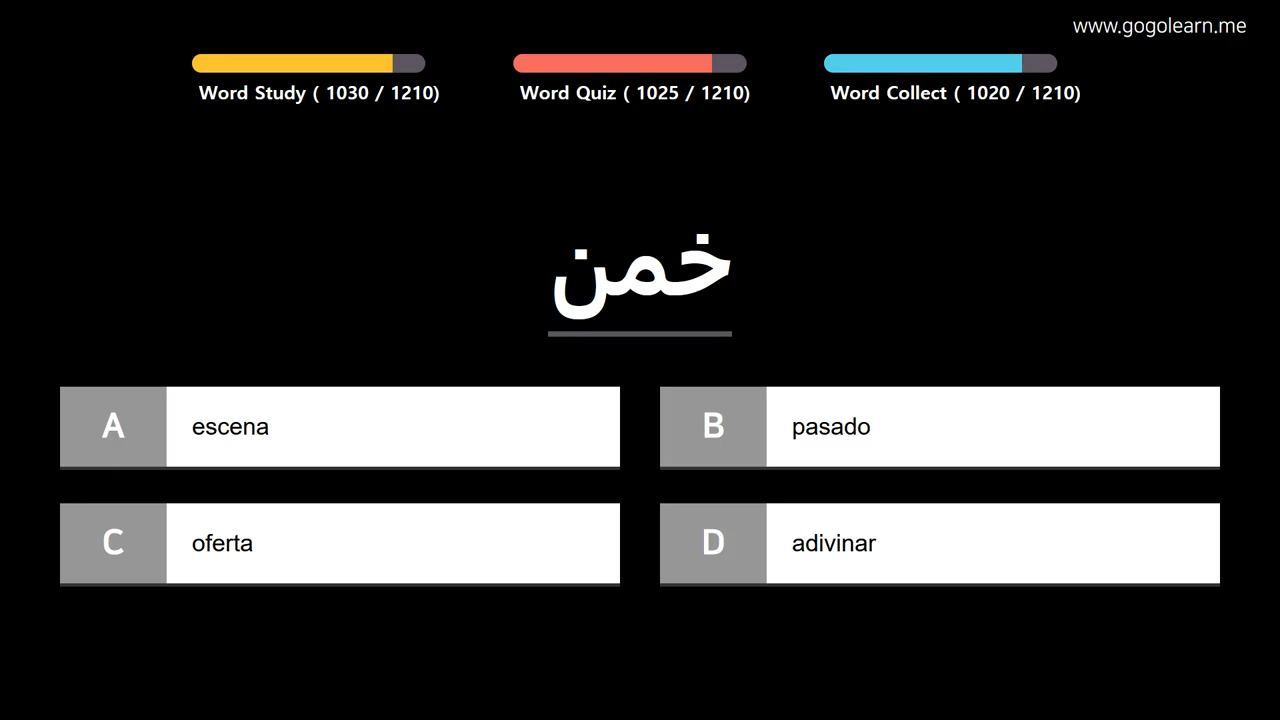 www.gogolearn.me
Word Study ( 1030 / 1210)
Word Quiz ( 1025 / 1210)
Word Collect ( 1020 / 1210)
خمن
A escena
B pasado
C oferta
D adivinar